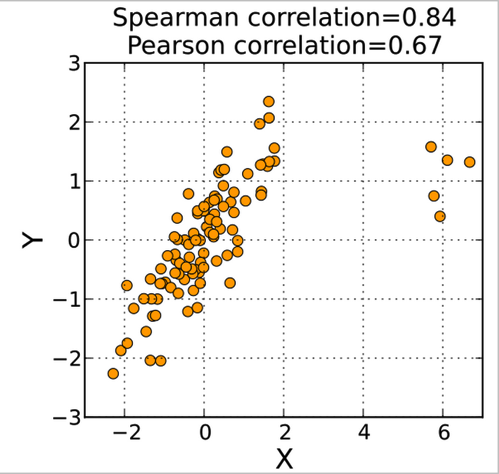 Spearman correlation=0.84
Pearson correlation=0.67
3
2
1
0
−1
−2
−3
Y
−2 0 2 4 6
X